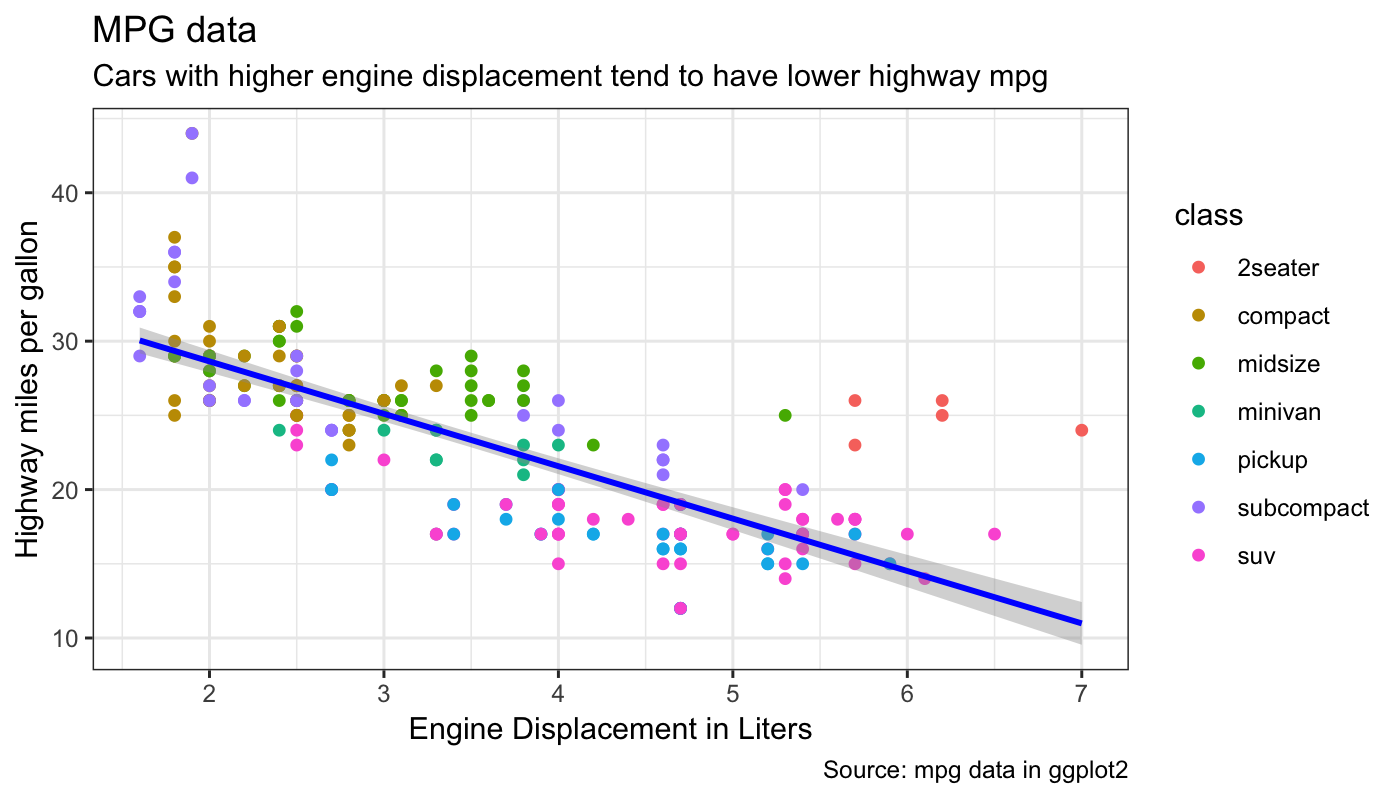 MPG data
Cars with higher engine displacement tend to have lower highway mpg
Highway miles per gallon
40
30
20
10
2 3 4 5 6 7
Engine Displacement in Liters
Source: mpg data in ggplot2
class
2seater
compact
midsize
minivan
pickup
subcompact
suv